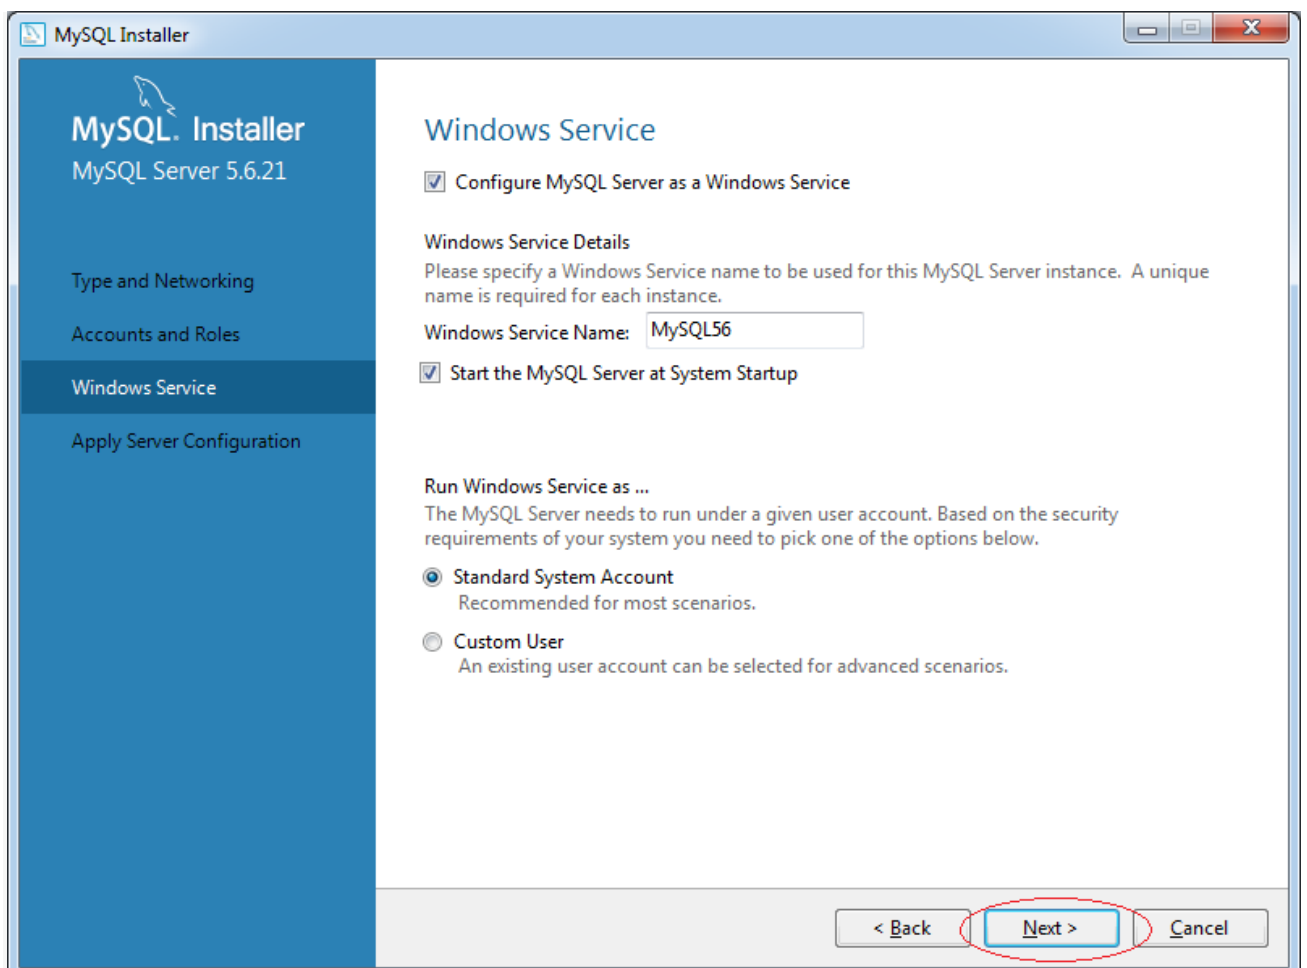 MySQL Installer
MySQL. Installer
MySQL Server 5.6.21
Type and Networking
Accounts and Roles
Windows Service
Apply Server Configuration
Windows Service
Configure MySQL Server as a Windows Service
Windows Service Details
Please specify a Windows Service name to be used for this MySQL Server instance.  A unique
name is required for each instance.
Windows Service Name: MySQL56
Start the MySQL Server at System Startup
Run Windows Service as ...
The MySQL Server needs to run under a given user account. Based on the security
requirements of your system you need to pick one of the options below.
Standard System Account
Recommended for most scenarios.
Custom User
An existing user account can be selected for advanced scenarios.
< Back Next > Cancel